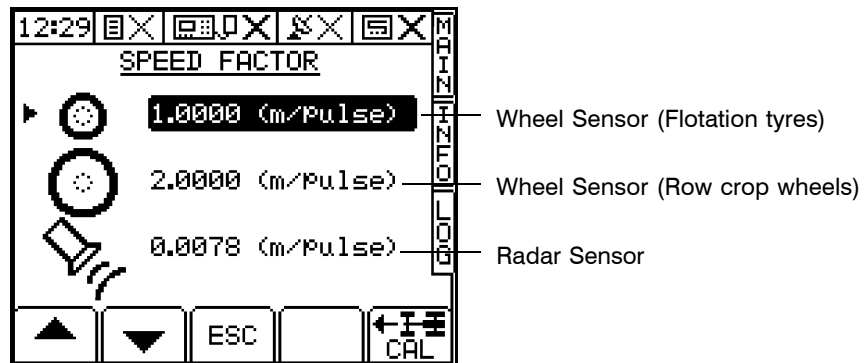 12:29
SPEED FACTOR
1.0000 (m/pulse)
2.0000 (m/pulse)
0.0078 (m/pulse)
MAIN
INFO
LOG
Wheel Sensor (Flotation tyres)
Wheel Sensor (Row crop wheels)
Radar Sensor
ESC
CAL